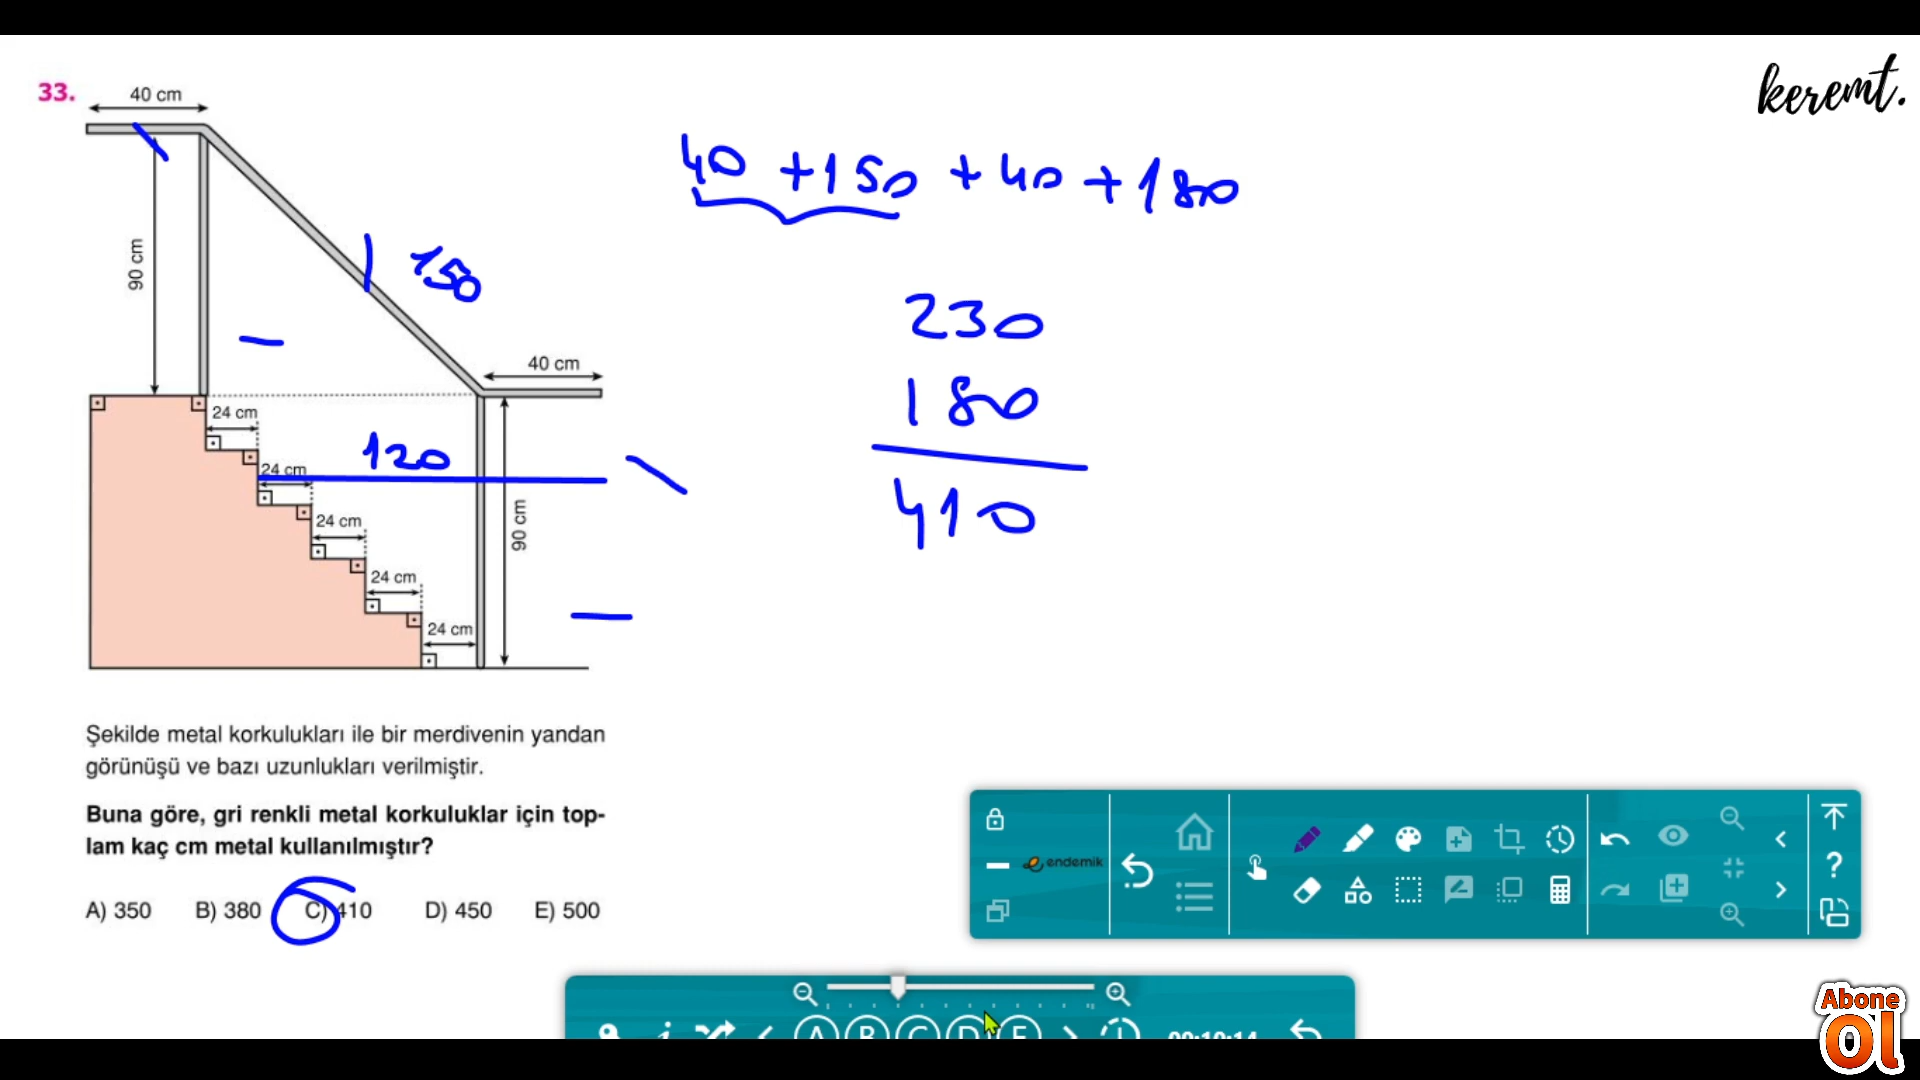 keremt.
33.
40 cm
40 + 150 + 40 + 180
90 cm
150
230
40 cm
180
24 cm
120
24 cm
410
24 cm
90 cm
24 cm
24 cm
Şekilde metal korkulukları ile bir merdivenin yandan
görünüşü ve bazı uzunlukları verilmiştir.
Buna göre, gri renkli metal korkuluklar için top-
lam kaç cm metal kullanılmıştır?
A) 350 B) 380 C) 410 D) 450 E) 500
endemik
?
A B C D E
Abone
Ol